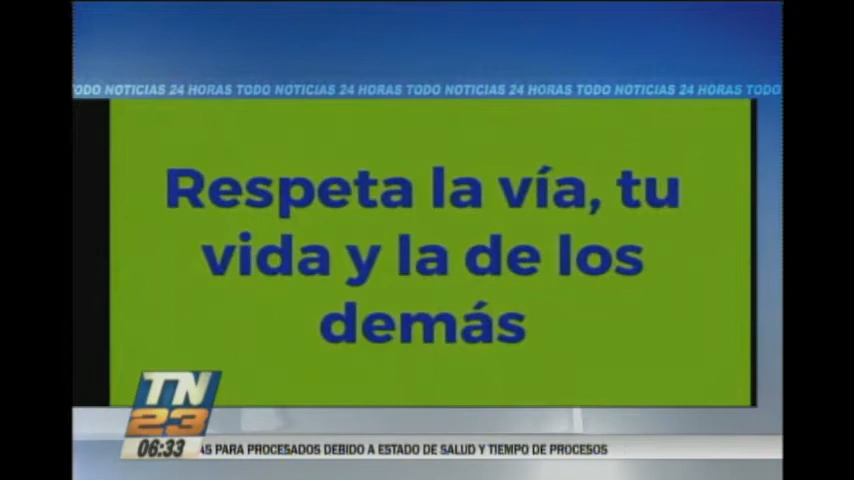 TODO NOTICIAS 24 HORAS TODO NOTICIAS 24 HORAS TODO NOTICIAS 24 HORAS TODO NOTICIAS 24 HORAS TODO
Respeta la vía, tu
vida y la de los
demás
TN
23
06:33
AS PARA PROCESADOS DEBIDO A ESTADO DE SALUD Y TIEMPO DE PROCESOS